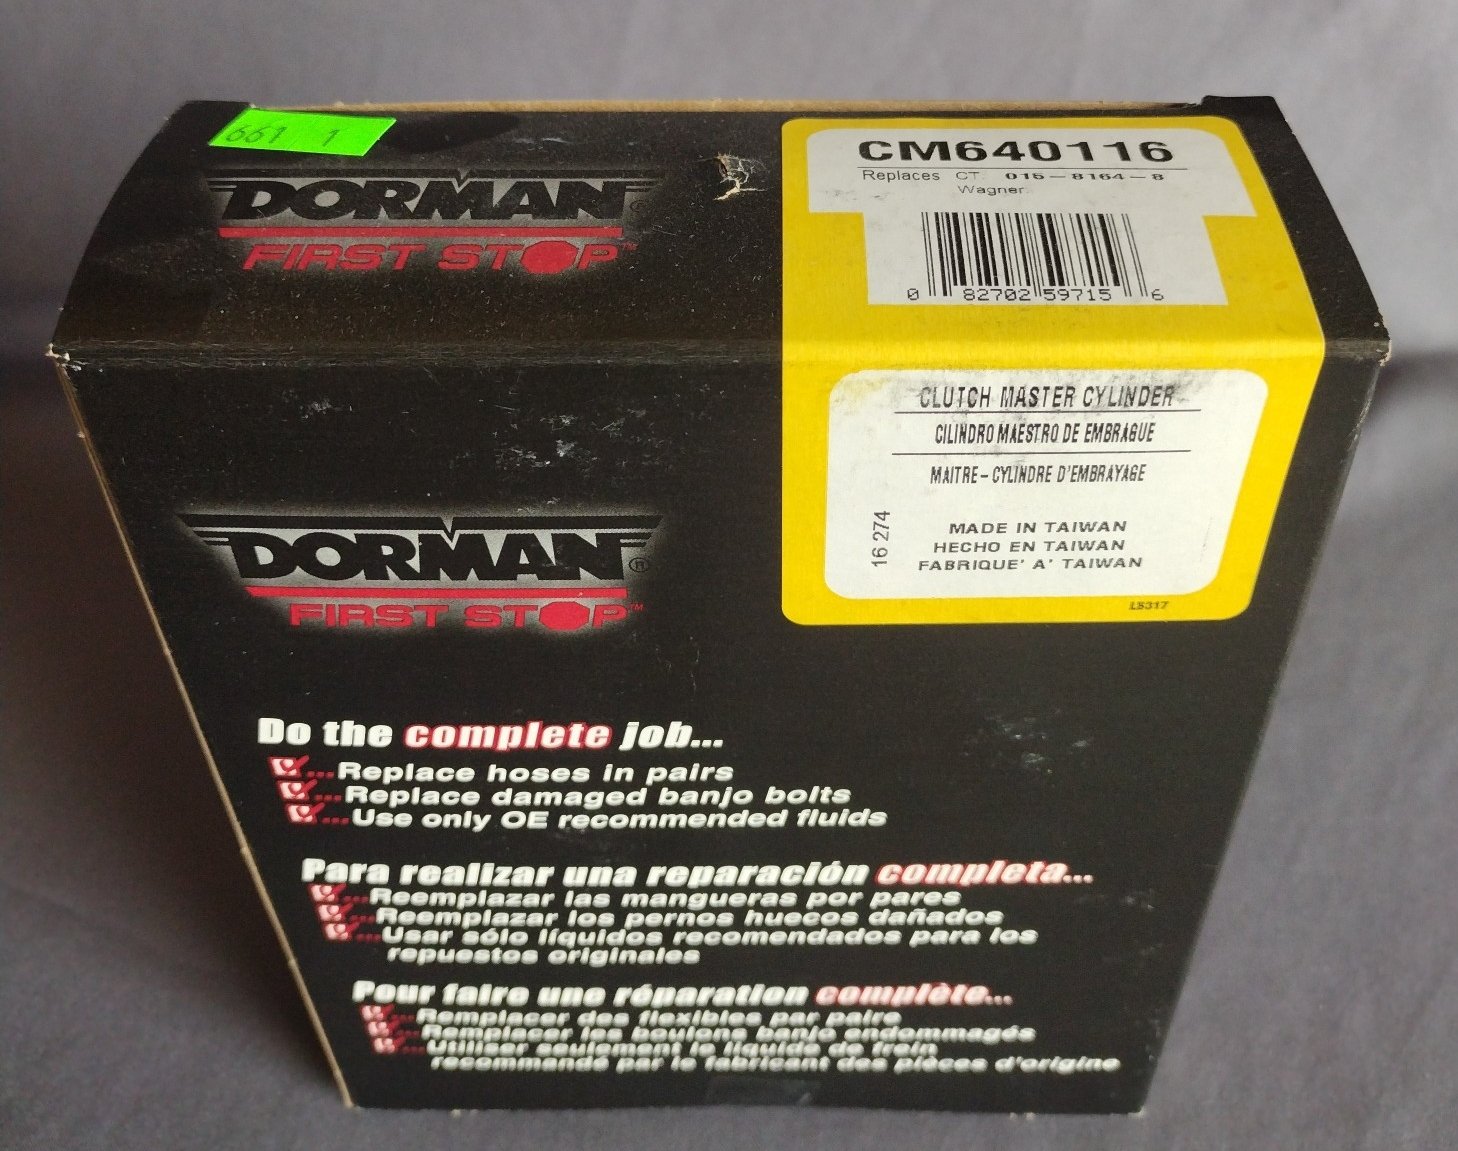 661 1
DORMAN®
FIRST STOP™
CM640116
Replaces CT. 015-8164-8
Wagner:
0 82702 59715 6
CLUTCH MASTER CYLINDER
CILINDRO MAESTRO DE EMBRAGUE
MAITRE-CYLINDRE D'EMBRAYAGE
16 274
MADE IN TAIWAN
HECHO EN TAIWAN
FABRIQUE' A' TAIWAN
LS317
DORMAN®
FIRST STOP™
Do the complete job...
...Replace hoses in pairs
...Replace damaged banjo bolts
...Use only OE recommended fluids
Para realizar una reparación completa...
...Reemplazar las mangueras por pares
...Reemplazar los pernos huecos dañados
...Usar sólo líquidos recomendados para los
repuestos originales
Pour faire une réparation complète...
...Remplacer des flexibles par paire
...Remplacer les boulons banjo endommagés
...Utiliser seulement le liquide de frein
recommandé par le fabricant des pièces d'origine